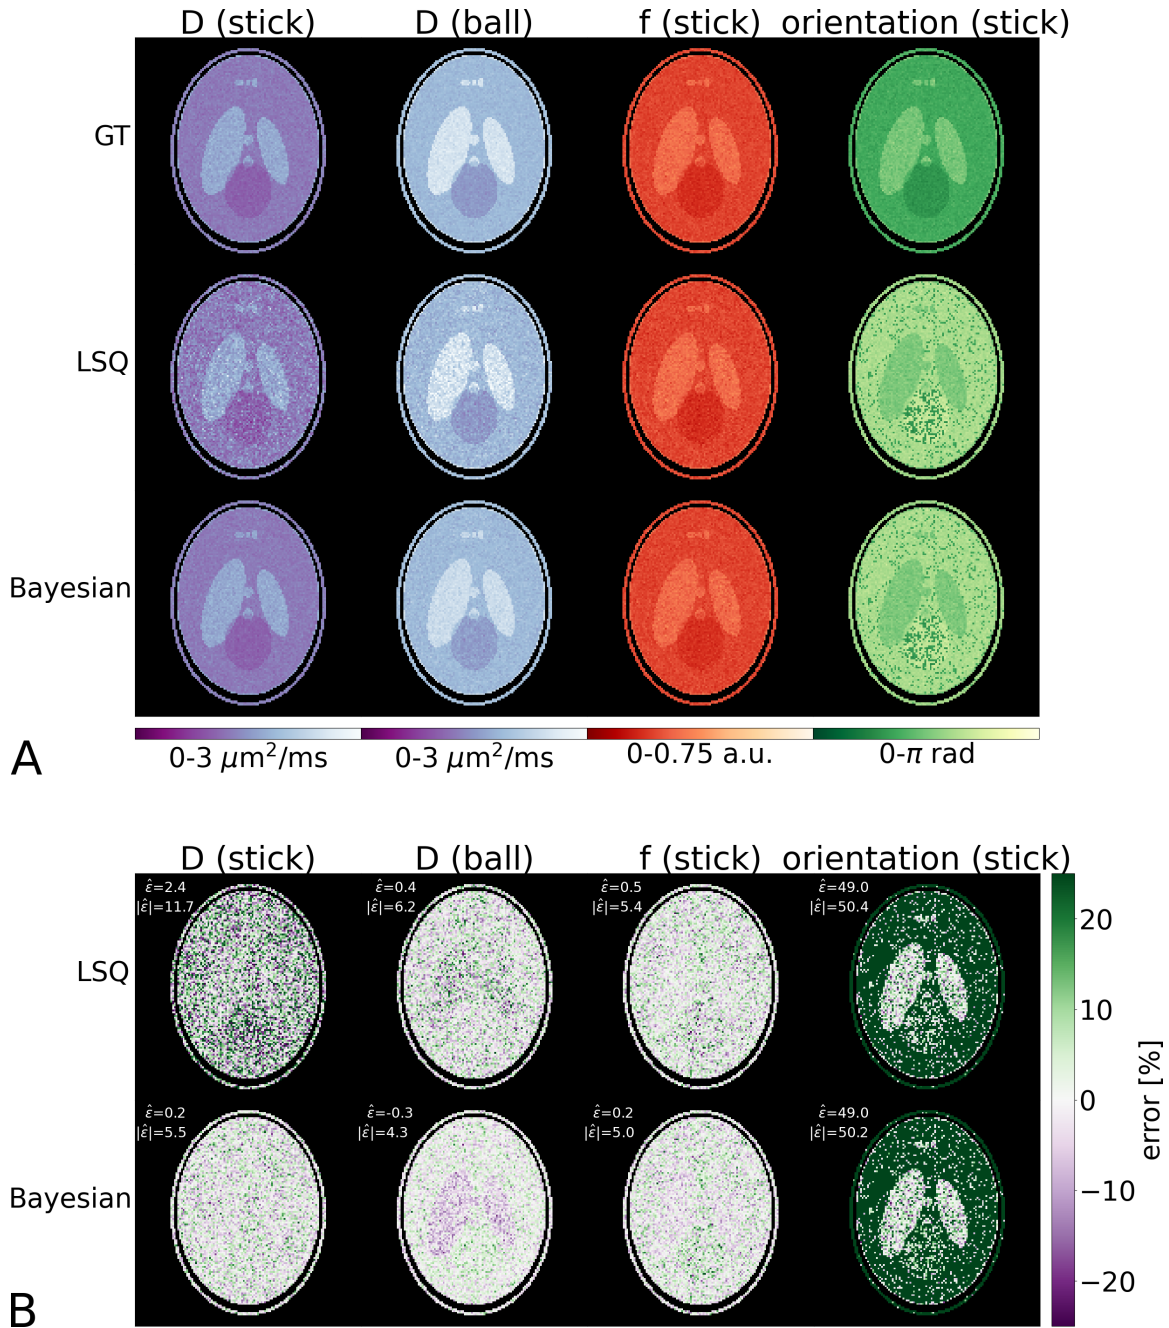 D (stick) D (ball) f (stick) orientation (stick)
GT
LSQ
Bayesian
0-3 μm²/ms 0-3 μm²/ms 0-0.75 a.u. 0-π rad
A
D (stick) D (ball) f (stick) orientation (stick)
ε̂=2.4 ε̂=0.4 ε̂=0.5 ε̂=49.0
|ε̂|=11.7 |ε̂|=6.2 |ε̂|=5.4 |ε̂|=50.4
LSQ
ε̂=0.2 ε̂=-0.3 ε̂=0.2 ε̂=49.0
|ε̂|=5.5 |ε̂|=4.3 |ε̂|=5.0 |ε̂|=50.2
Bayesian
20
10
0
−10
−20
error [%]
B